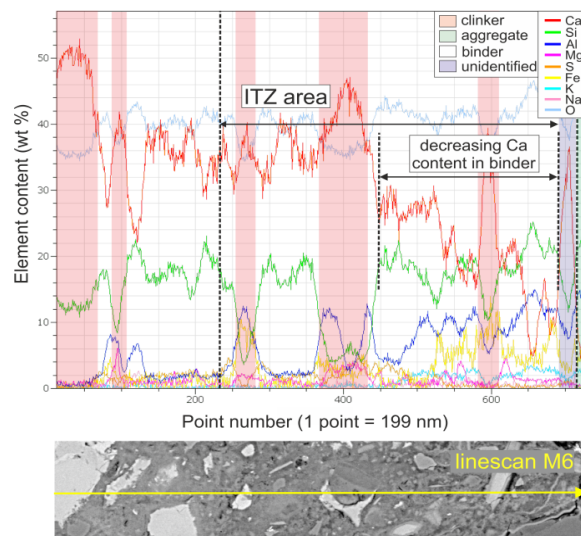 clinker
aggregate
binder
unidentified
Ca
Si
Al
Mg
S
Fe
K
Na
O
ITZ area
decreasing Ca
content in binder
Element content (wt %)
50
40
30
20
10
0
200
400
600
Point number (1 point = 199 nm)
linescan M6